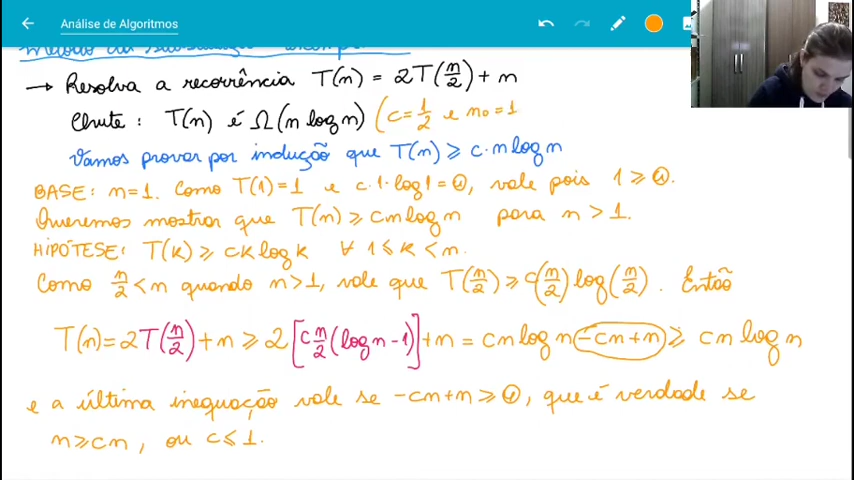 Análise de Algoritmos
→ Resolva a recorrência T(n) = 2T(n/2) + n
Chute: T(n) é Ω(n log n) (c = 1/2 e n₀ = 1
Vamos provar por indução que T(n) ≥ c·n log n
BASE: n=1. Como T(1)=1 e c·1·log 1 = 0, vale pois 1 ≥ 0.
Queremos mostrar que T(n) ≥ cn log n para n > 1.
HIPÓTESE: T(k) ≥ ck log k ∀ 1 ≤ k < n.
Como n/2 < n quando n > 1, vale que T(n/2) ≥ c(n/2) log(n/2). Então
T(n) = 2T(n/2) + n ≥ 2[c n/2 (log n - 1)] + n = cn log n - cn + n ≥ cn log n
e a última inequação vale se -cn + n ≥ 0, que é verdade se
n ≥ cn, ou c ≤ 1.